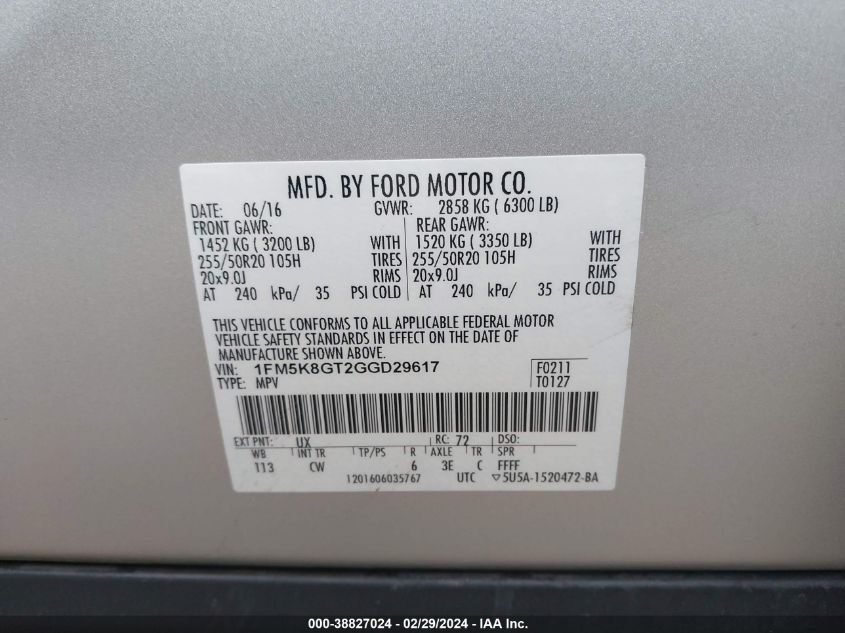 MFD. BY FORD MOTOR CO.
DATE: 06/16 GVWR: 2858 KG ( 6300 LB)
FRONT GAWR: REAR GAWR:
1452 KG ( 3200 LB) WITH 1520 KG ( 3350 LB) WITH
255/50R20 105H TIRES 255/50R20 105H TIRES
20x9.0J RIMS 20x9.0J RIMS
AT 240 kPa/ 35 PSI COLD AT 240 kPa/ 35 PSI COLD
THIS VEHICLE CONFORMS TO ALL APPLICABLE FEDERAL MOTOR
VEHICLE SAFETY STANDARDS IN EFFECT ON THE DATE OF
MANUFACTURE SHOWN ABOVE.
VIN: 1FM5K8GT2GGD29617 F0211
TYPE: MPV T0127
EXT PNT: UX RC: 72 DSO:
WB INT TR TP/PS R AXLE TR SPR
113 CW 6 3E C FFFF
1201606035767 UTC ▽5U5A-1520472-BA
000-38827024 — 02/29/2024 — IAA Inc.